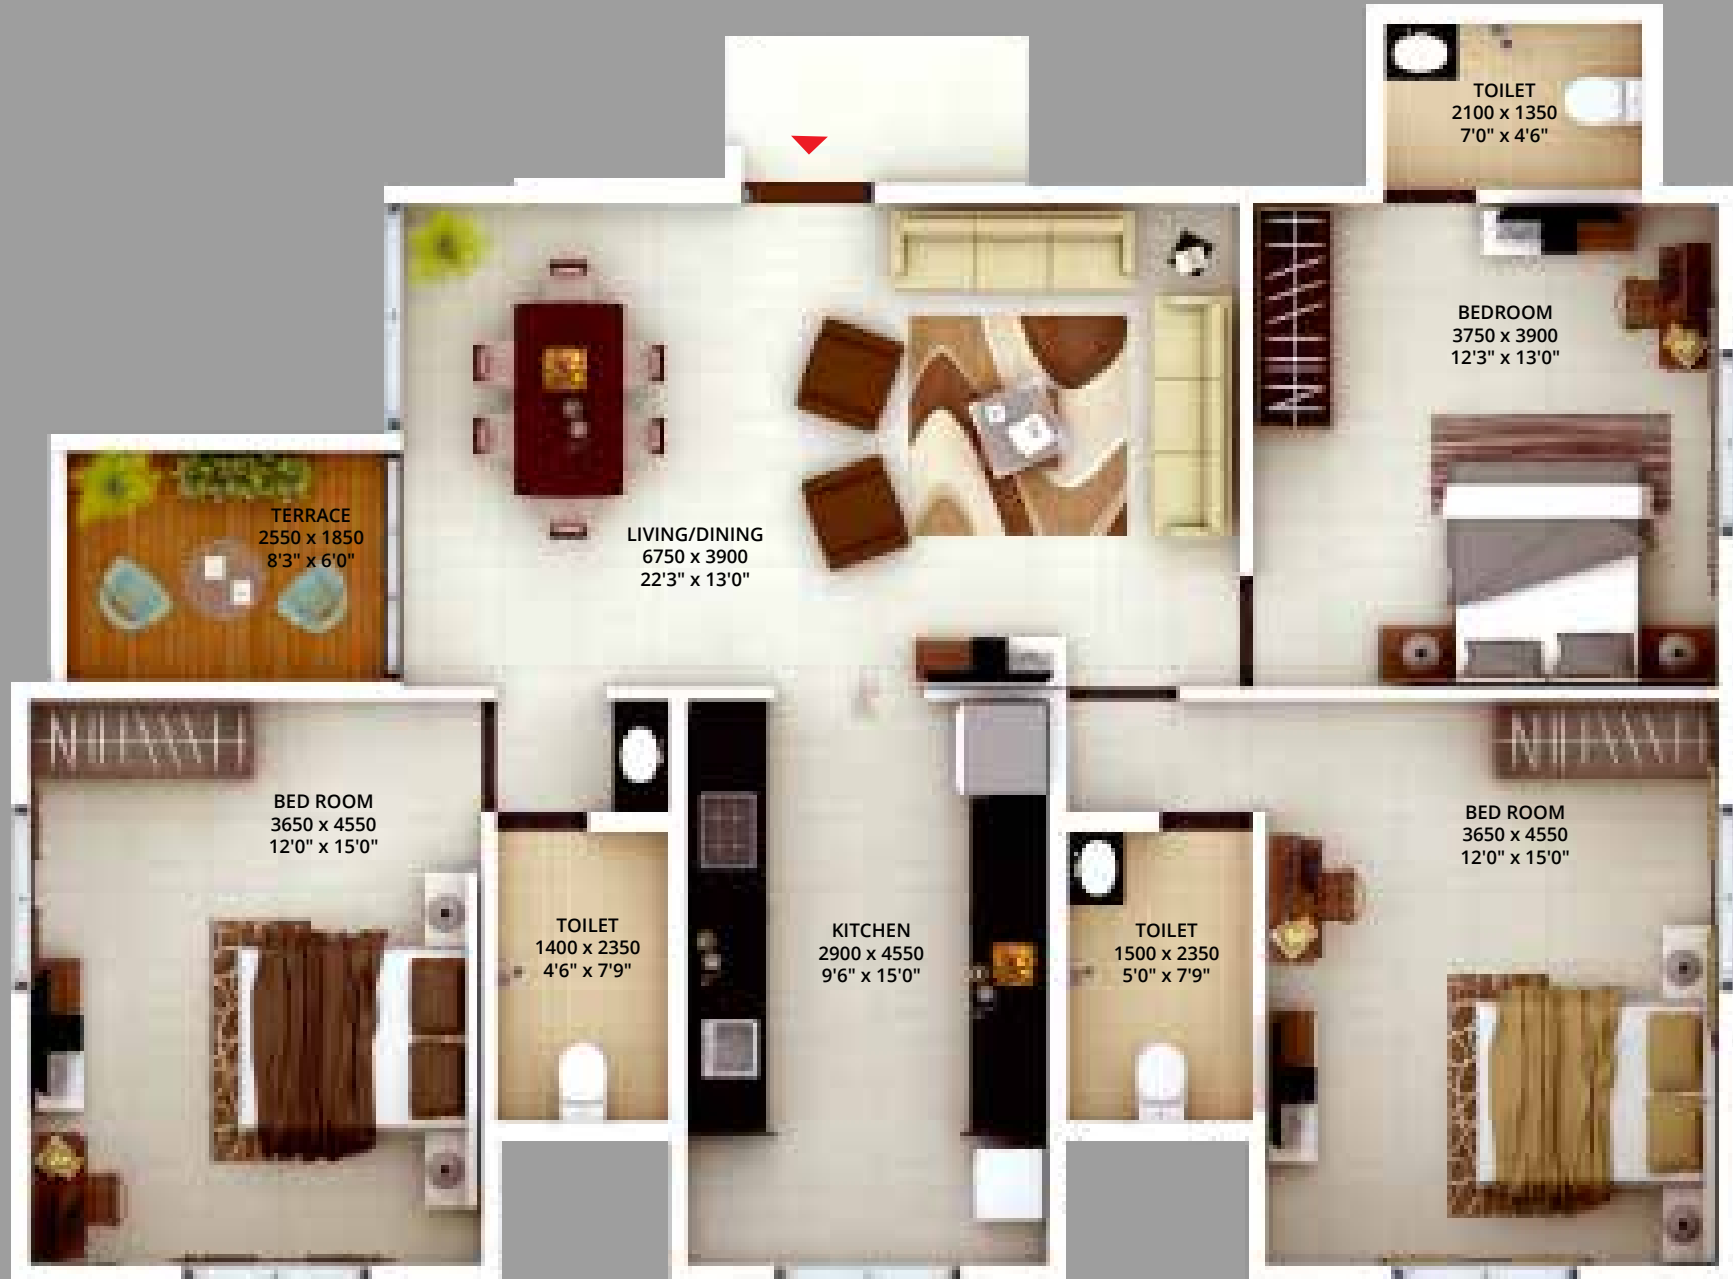 TOILET
2100 x 1350
7'0" x 4'6"
BEDROOM
3750 x 3900
12'3" x 13'0"
TERRACE
2550 x 1850
8'3" x 6'0"
LIVING/DINING
6750 x 3900
22'3" x 13'0"
BED ROOM
3650 x 4550
12'0" x 15'0"
BED ROOM
3650 x 4550
12'0" x 15'0"
TOILET
1400 x 2350
4'6" x 7'9"
KITCHEN
2900 x 4550
9'6" x 15'0"
TOILET
1500 x 2350
5'0" x 7'9"